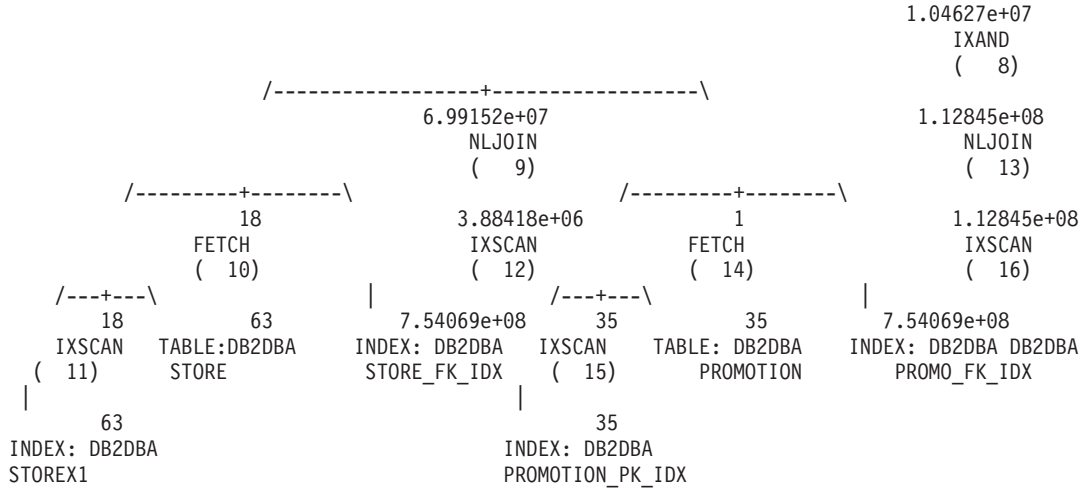 1.04627e+07
IXAND
(   8)
/------------------+------------------\
6.99152e+07                    1.12845e+08
NLJOIN                         NLJOIN
(   9)                         (  13)
/---------+--------\                    /---------+--------\
18               3.88418e+06            1                1.12845e+08
FETCH            IXSCAN                 FETCH            IXSCAN
(  10)           (  12)                 (  14)           (  16)
/---+---\            |                  /---+---\            |
18          63            7.54069e+08      35          35            7.54069e+08
IXSCAN   TABLE:DB2DBA   INDEX: DB2DBA   IXSCAN   TABLE: DB2DBA   INDEX: DB2DBA DB2DBA
(  11)   STORE   STORE_FK_IDX   (  15)   PROMOTION   PROMO_FK_IDX
|                                       |
63                                      35
INDEX: DB2DBA                           INDEX: DB2DBA
STOREX1                                 PROMOTION_PK_IDX